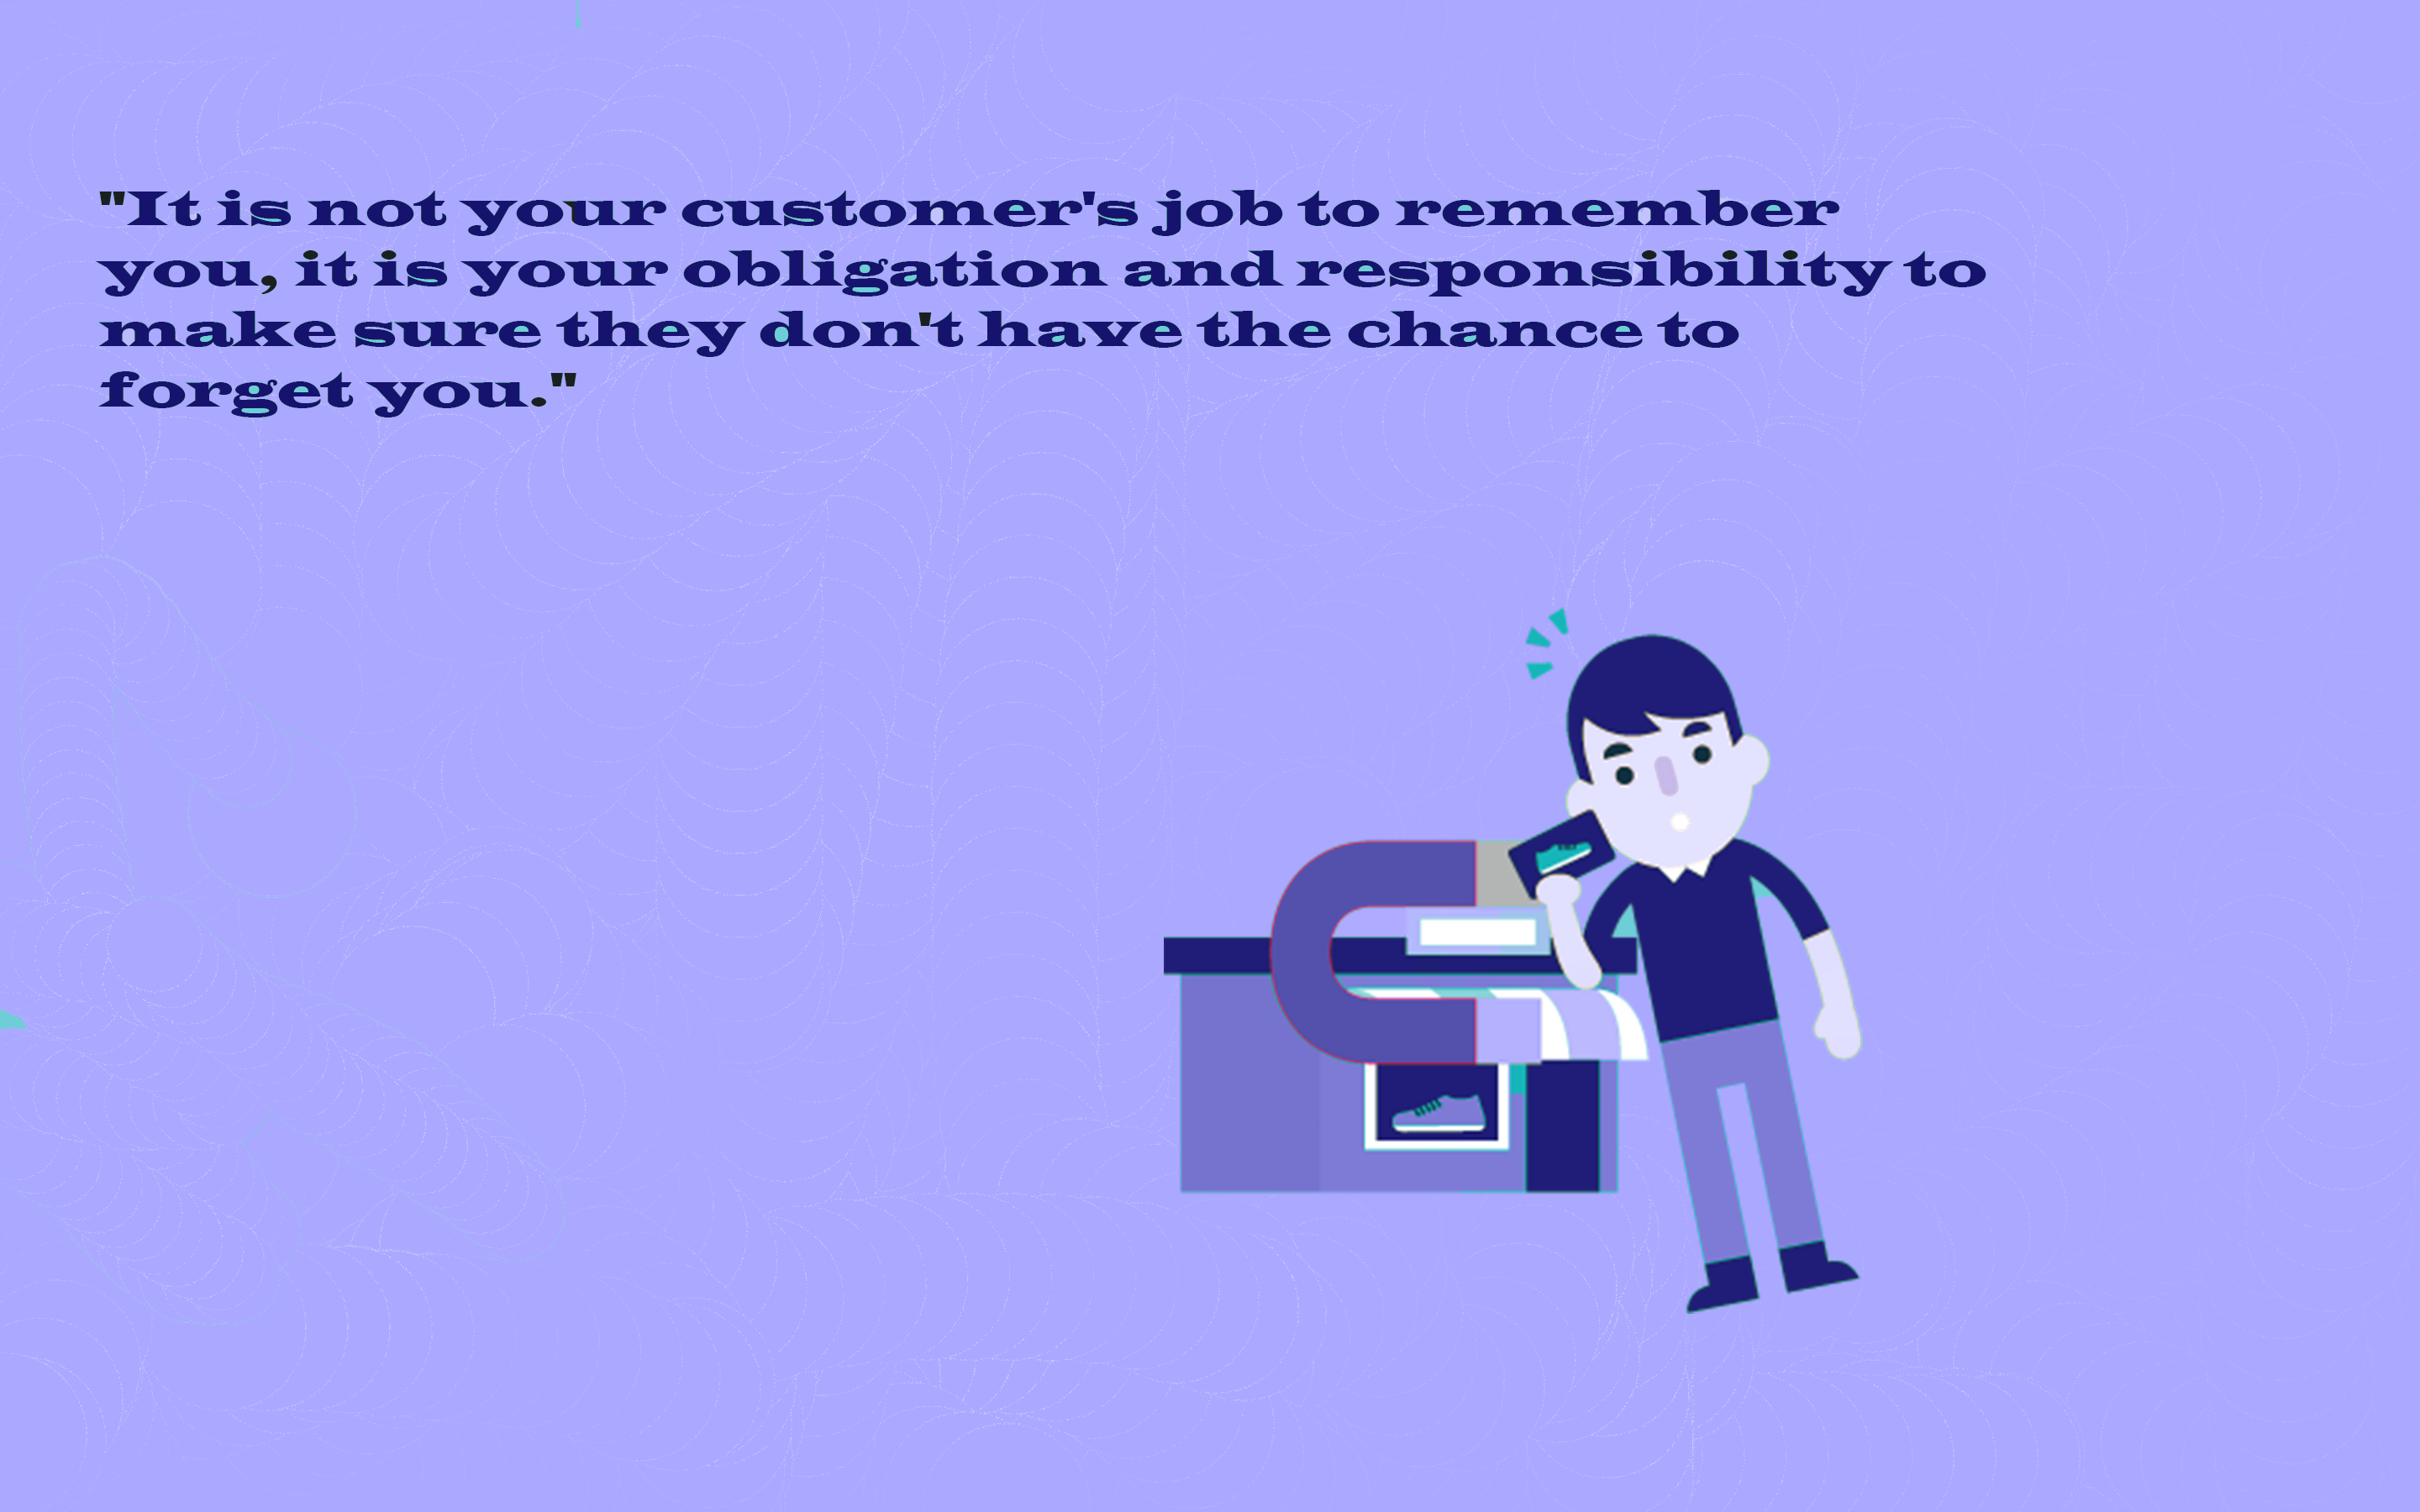 "It is not your customer's job to remember
you, it is your obligation and responsibility to
make sure they don't have the chance to
forget you."